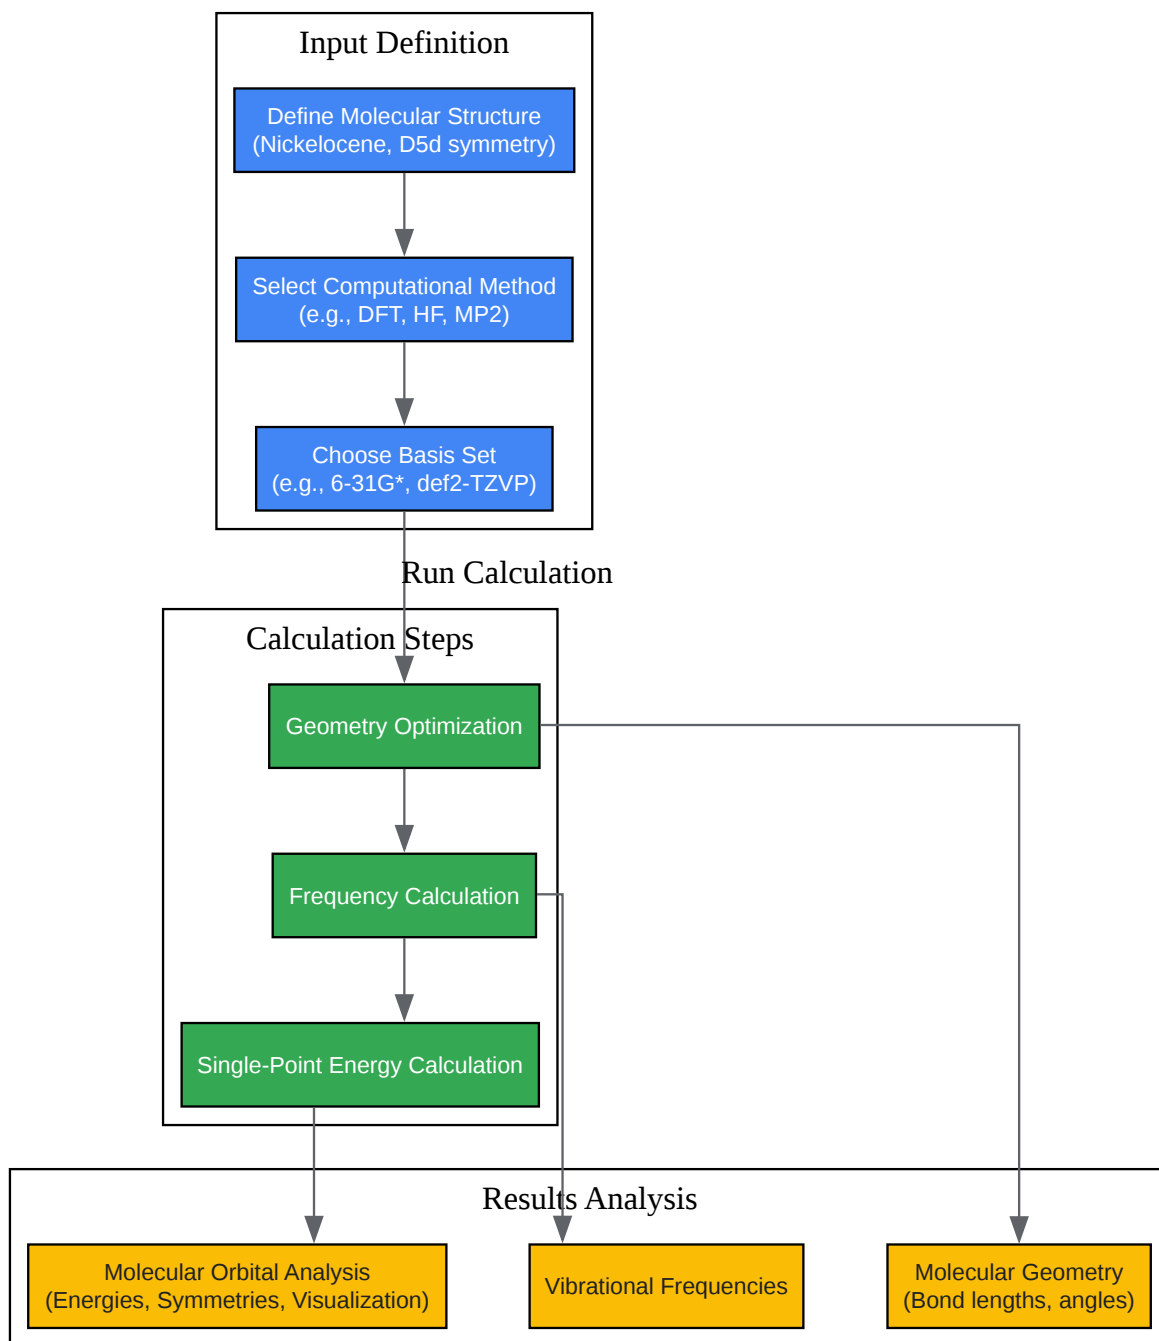 Input Definition
Define Molecular Structure
(Nickelocene, D5d symmetry)
Select Computational Method
(e.g., DFT, HF, MP2)
Choose Basis Set
(e.g., 6-31G*, def2-TZVP)
Run Calculation
Calculation Steps
Geometry Optimization
Frequency Calculation
Single-Point Energy Calculation
Results Analysis
Molecular Orbital Analysis
(Energies, Symmetries, Visualization)
Vibrational Frequencies
Molecular Geometry
(Bond lengths, angles)